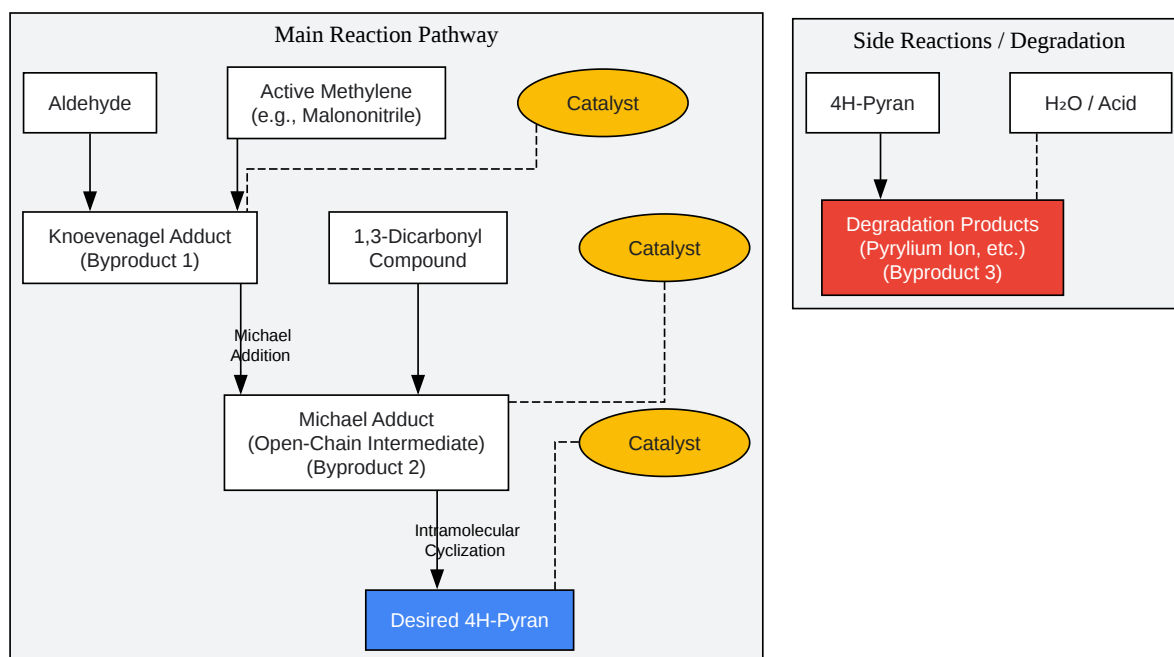 Main Reaction Pathway
Aldehyde
Active Methylene
(e.g., Malononitrile)
Catalyst
Knoevenagel Adduct
(Byproduct 1)
1,3-Dicarbonyl
Compound
Catalyst
Michael
Addition
Michael Adduct
(Open-Chain Intermediate)
(Byproduct 2)
Catalyst
Intramolecular
Cyclization
Desired 4H-Pyran
Side Reactions / Degradation
4H-Pyran
H₂O / Acid
Degradation Products
(Pyrylium Ion, etc.)
(Byproduct 3)